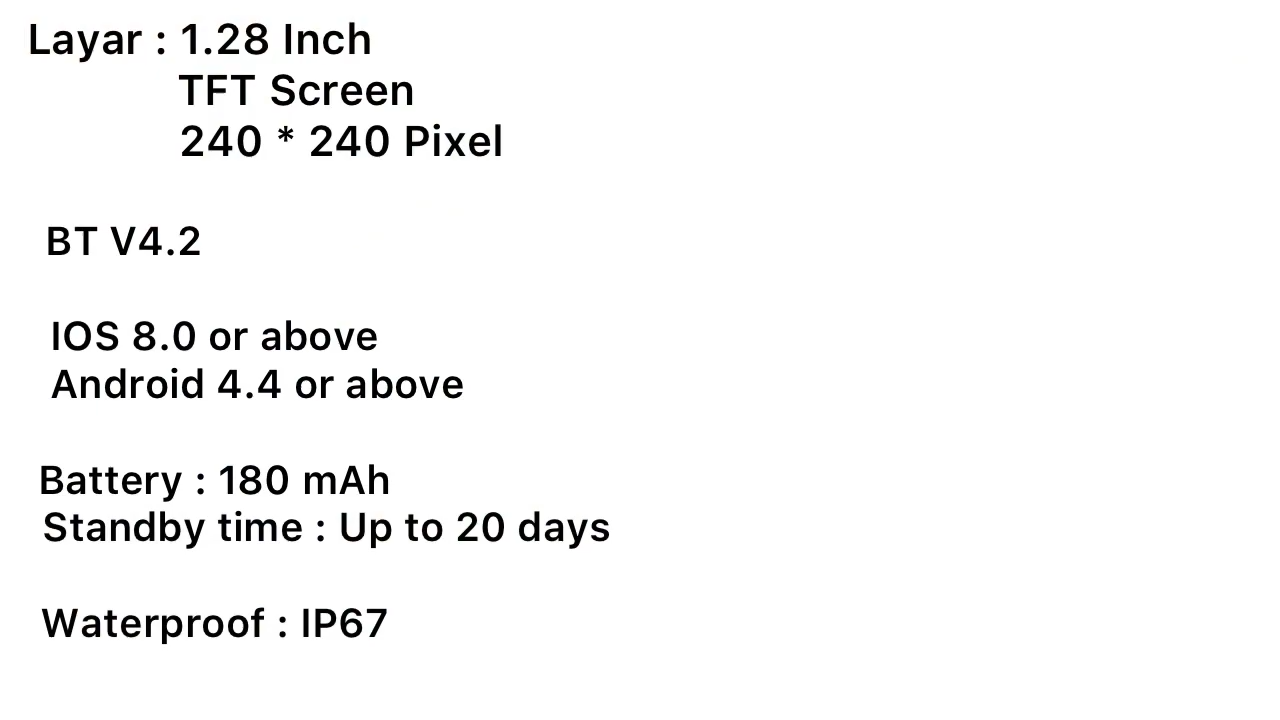 Layar : 1.28 Inch
TFT Screen
240 * 240 Pixel
BT V4.2
IOS 8.0 or above
Android 4.4 or above
Battery : 180 mAh
Standby time : Up to 20 days
Waterproof : IP67